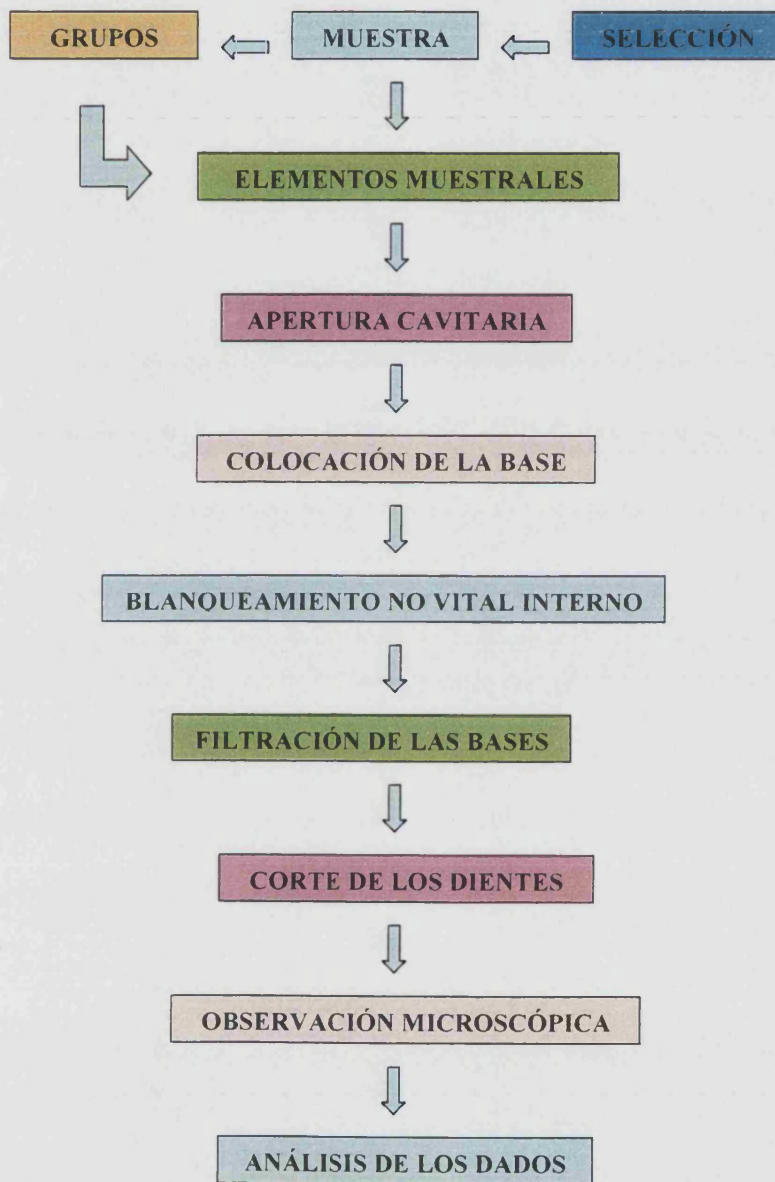 GRUPOS MUESTRA SELECCIÓN
ELEMENTOS MUESTRALES
APERTURA CAVITARIA
COLOCACIÓN DE LA BASE
BLANQUEAMIENTO NO VITAL INTERNO
FILTRACIÓN DE LAS BASES
CORTE DE LOS DIENTES
OBSERVACIÓN MICROSCÓPICA
ANÁLISIS DE LOS DADOS